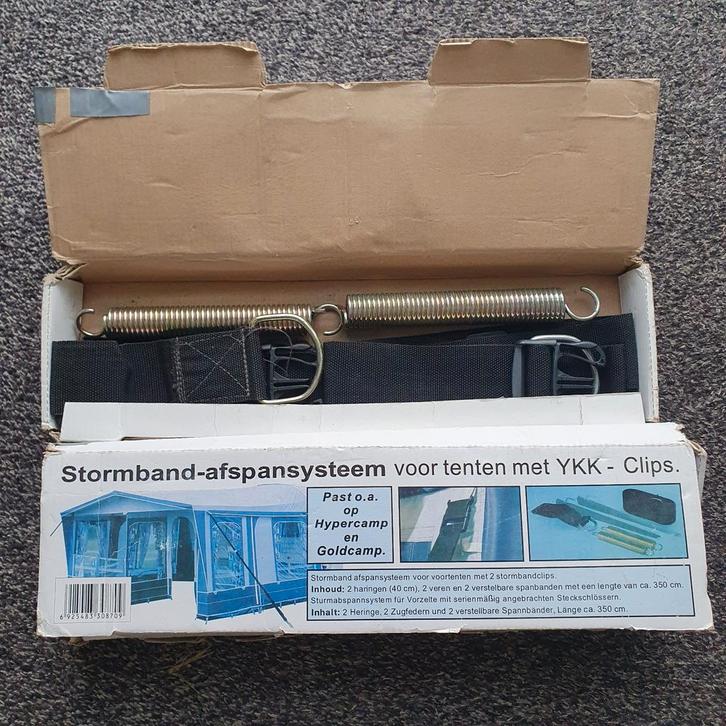 Stormband-afspansysteem voor tenten met YKK - Clips.
Past o.a.
op
Hypercamp
en
Goldcamp.
Stormband afspansysteem voor voortenten met 2 stormbandclips.
Inhoud: 2 haringen (40 cm), 2 veren en 2 verstelbare spanbanden met een lengte van ca. 350 cm.
Sturmabspannsystem für Vorzelte mit serienmäßig angebrachten Steckschlössern.
Inhalt: 2 Heringe, 2 Zugfedern und 2 verstellbare Spannbänder, Länge ca. 350 cm.
6 925483 308709